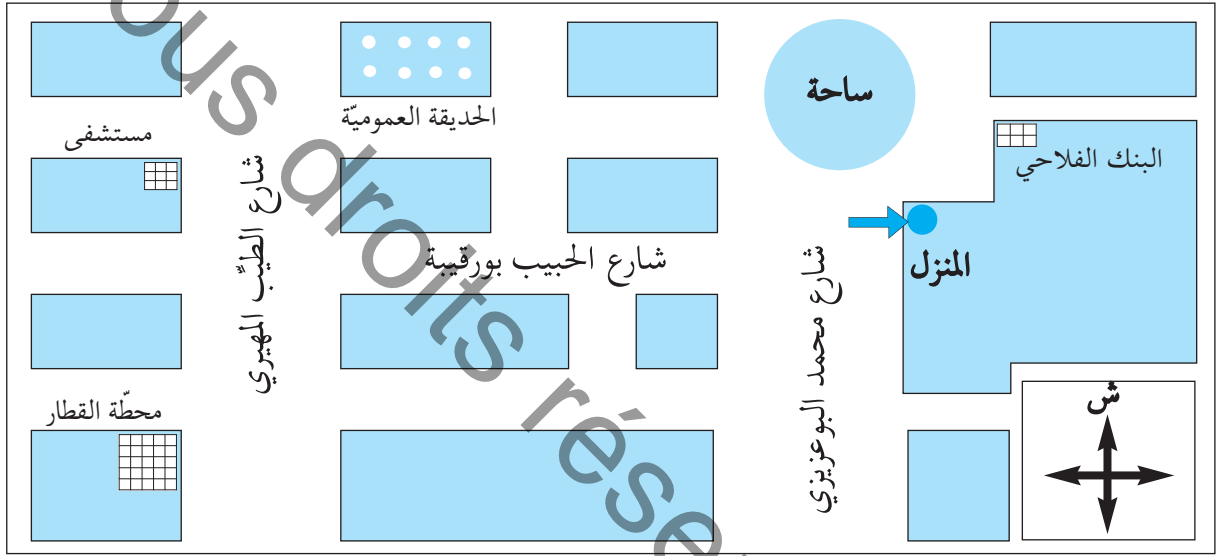 ساحة
الحديقة العموميّة
مستشفى
البنك الفلاحي
شارع الطيّب المهيري
شارع الحبيب بورقيبة
المنزل
شارع محمد البوعزيزي
محطّة القطار
ش
ous droits rése